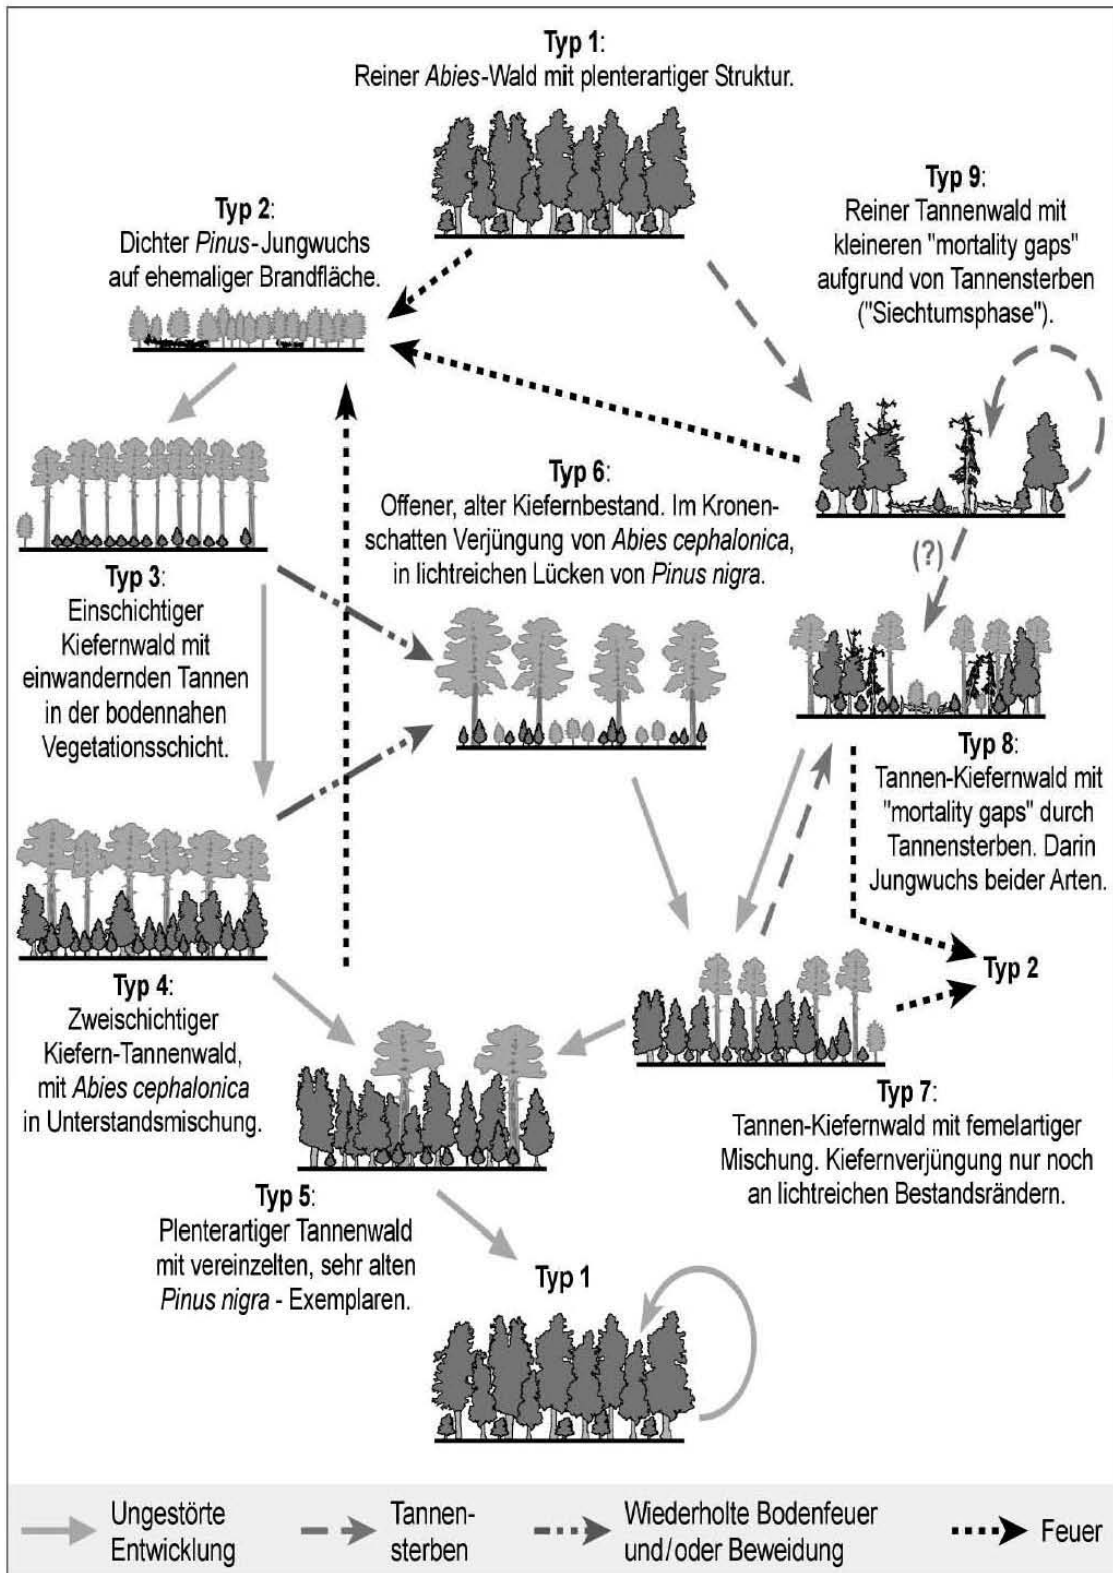 Typ 1:
Reiner Abies-Wald mit plenterartiger Struktur.
Typ 9:
Reiner Tannenwald mit
kleineren "mortality gaps"
aufgrund von Tannensterben
("Siechtumsphase").
Typ 2:
Dichter Pinus-Jungwuchs
auf ehemaliger Brandfläche.
Typ 6:
Offener, alter Kiefernbestand. Im Kronen-
schatten Verjüngung von Abies cephalonica,
in lichtreichen Lücken von Pinus nigra.
(?)
Typ 3:
Einschichtiger
Kiefernwald mit
einwandernden Tannen
in der bodennahen
Vegetationsschicht.
Typ 8:
Tannen-Kiefernwald mit
"mortality gaps" durch
Tannensterben. Darin
Jungwuchs beider Arten.
Typ 2
Typ 4:
Zweischichtiger
Kiefern-Tannenwald,
mit Abies cephalonica
in Unterstandsmischung.
Typ 7:
Tannen-Kiefernwald mit femelartiger
Mischung. Kiefernverjüngung nur noch
an lichtreichen Bestandsrändern.
Typ 5:
Plenterartiger Tannenwald
mit vereinzelten, sehr alten
Pinus nigra - Exemplaren.
Typ 1
Ungestörte
Entwicklung
Tannen-
sterben
Wiederholte Bodenfeuer
und/oder Beweidung
Feuer